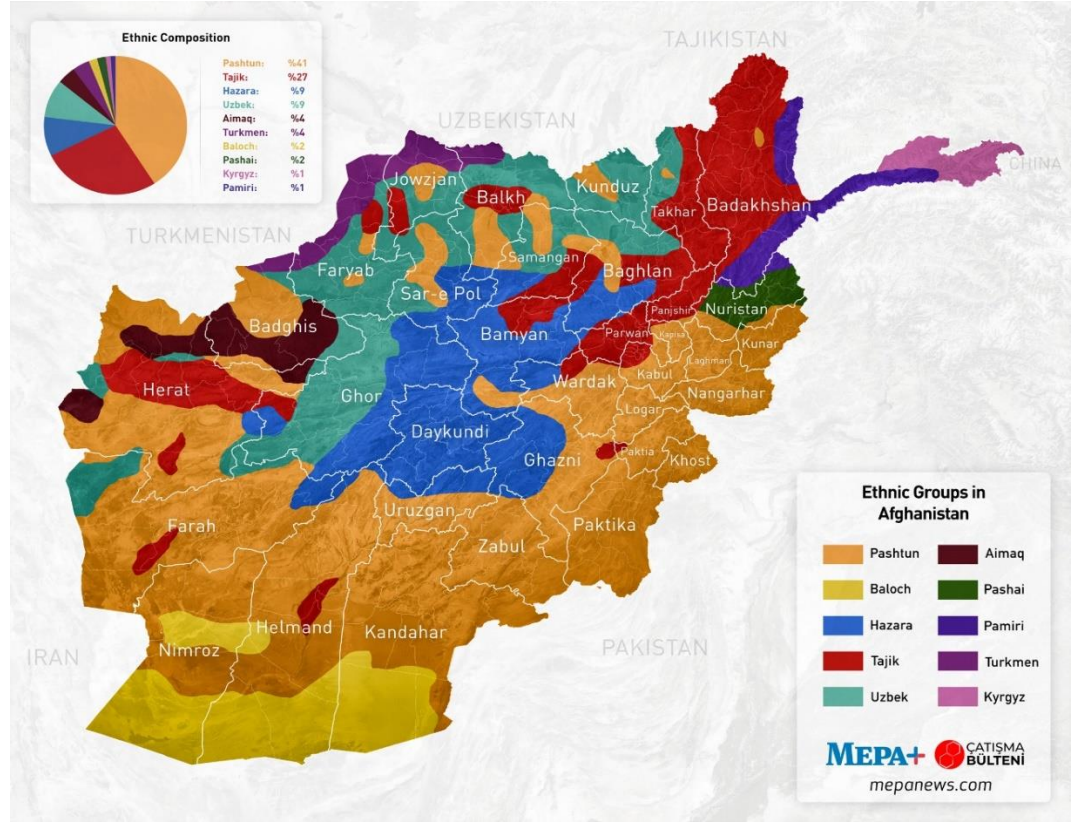 Ethnic Composition
Pashtun: %41
Tajik: %27
Hazara: %9
Uzbek: %9
Aimaq: %4
Turkmen: %4
Baloch: %2
Pashai: %2
Kyrgyz: %1
Pamiri: %1
TAJIKISTAN
UZBEKISTAN
CHINA
TURKMENISTAN
IRAN
PAKISTAN
Jowzjan
Balkh
Kunduz
Takhar
Badakhshan
Faryab
Samangan
Baghlan
Sar-e Pol
Badghis
Bamyan
Panjshir
Nuristan
Parwan
Kapisa
Kunar
Laghman
Herat
Ghor
Wardak
Kabul
Nangarhar
Logar
Daykundi
Ghazni
Paktia
Khost
Uruzgan
Paktika
Farah
Zabul
Helmand
Kandahar
Nimroz
Ethnic Groups in
Afghanistan
Pashtun Aimaq
Baloch Pashai
Hazara Pamiri
Tajik Turkmen
Uzbek Kyrgyz
MEPA+ ÇATIŞMA
BÜLTENİ
mepanews.com